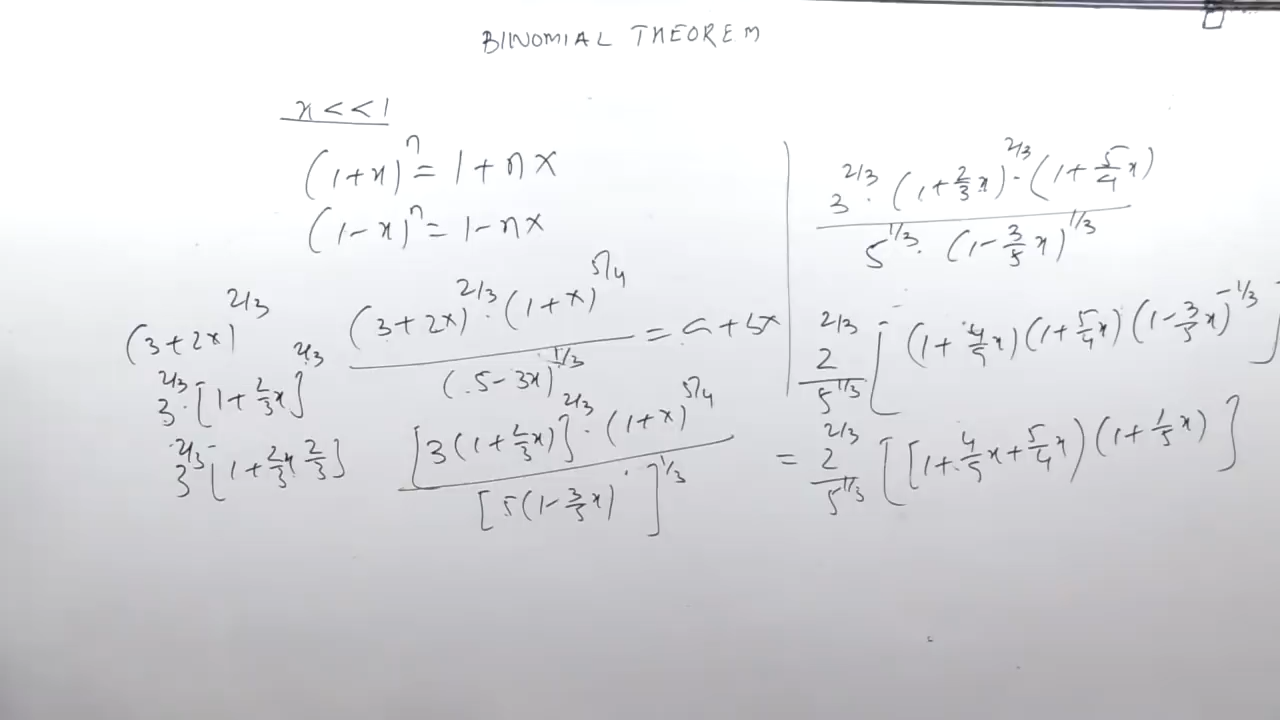 BINOMIAL THEOREM
x << 1
(1+x)^n = 1 + nx
(1-x)^n = 1 - nx
(3+2x)^2/3
3^2/3 · [1 + 2/3 x]^2/3
3^2/3 [1 + 2/3 x 2/3]
(3+2x)^2/3 · (1+x)^5/4 / (5-3x)^1/3 = a + bx
[3(1 + 2/3 x)]^2/3 · (1+x)^5/4 / [5(1 - 3/5 x)]^1/3
3^2/3 · (1 + 2/3 x)^2/3 · (1 + 5/4 x) / 5^1/3 · (1 - 3/5 x)^1/3
2^2/3 / 5^1/3 [(1 + 4/9 x)(1 + 5/4 x)(1 - 3/5 x)^-1/3]
= 2^2/3 / 5^1/3 [[1 + 4/9 x + 5/4 x)(1 + 1/5 x)]